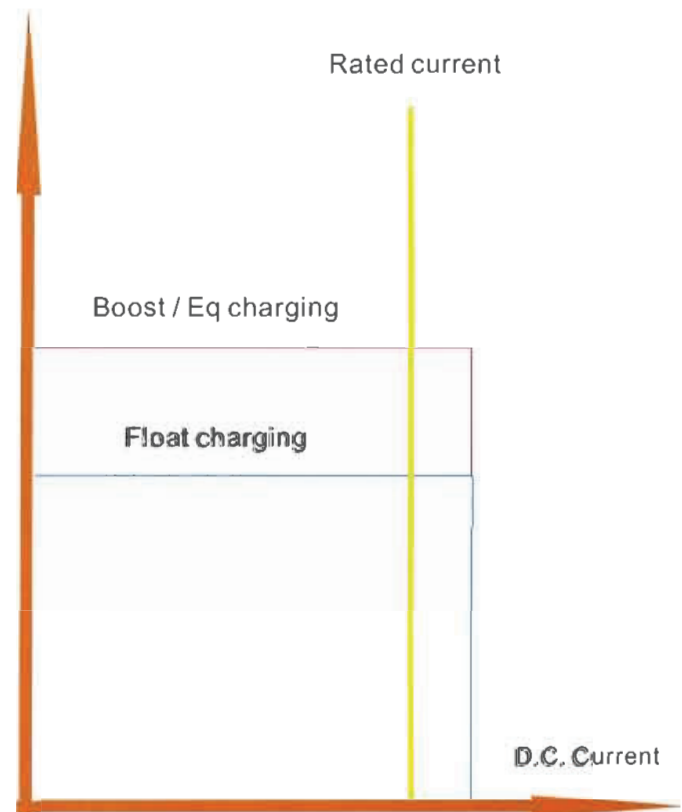 Rated current
Boost / Eq charging
Float charging
D.C. Current